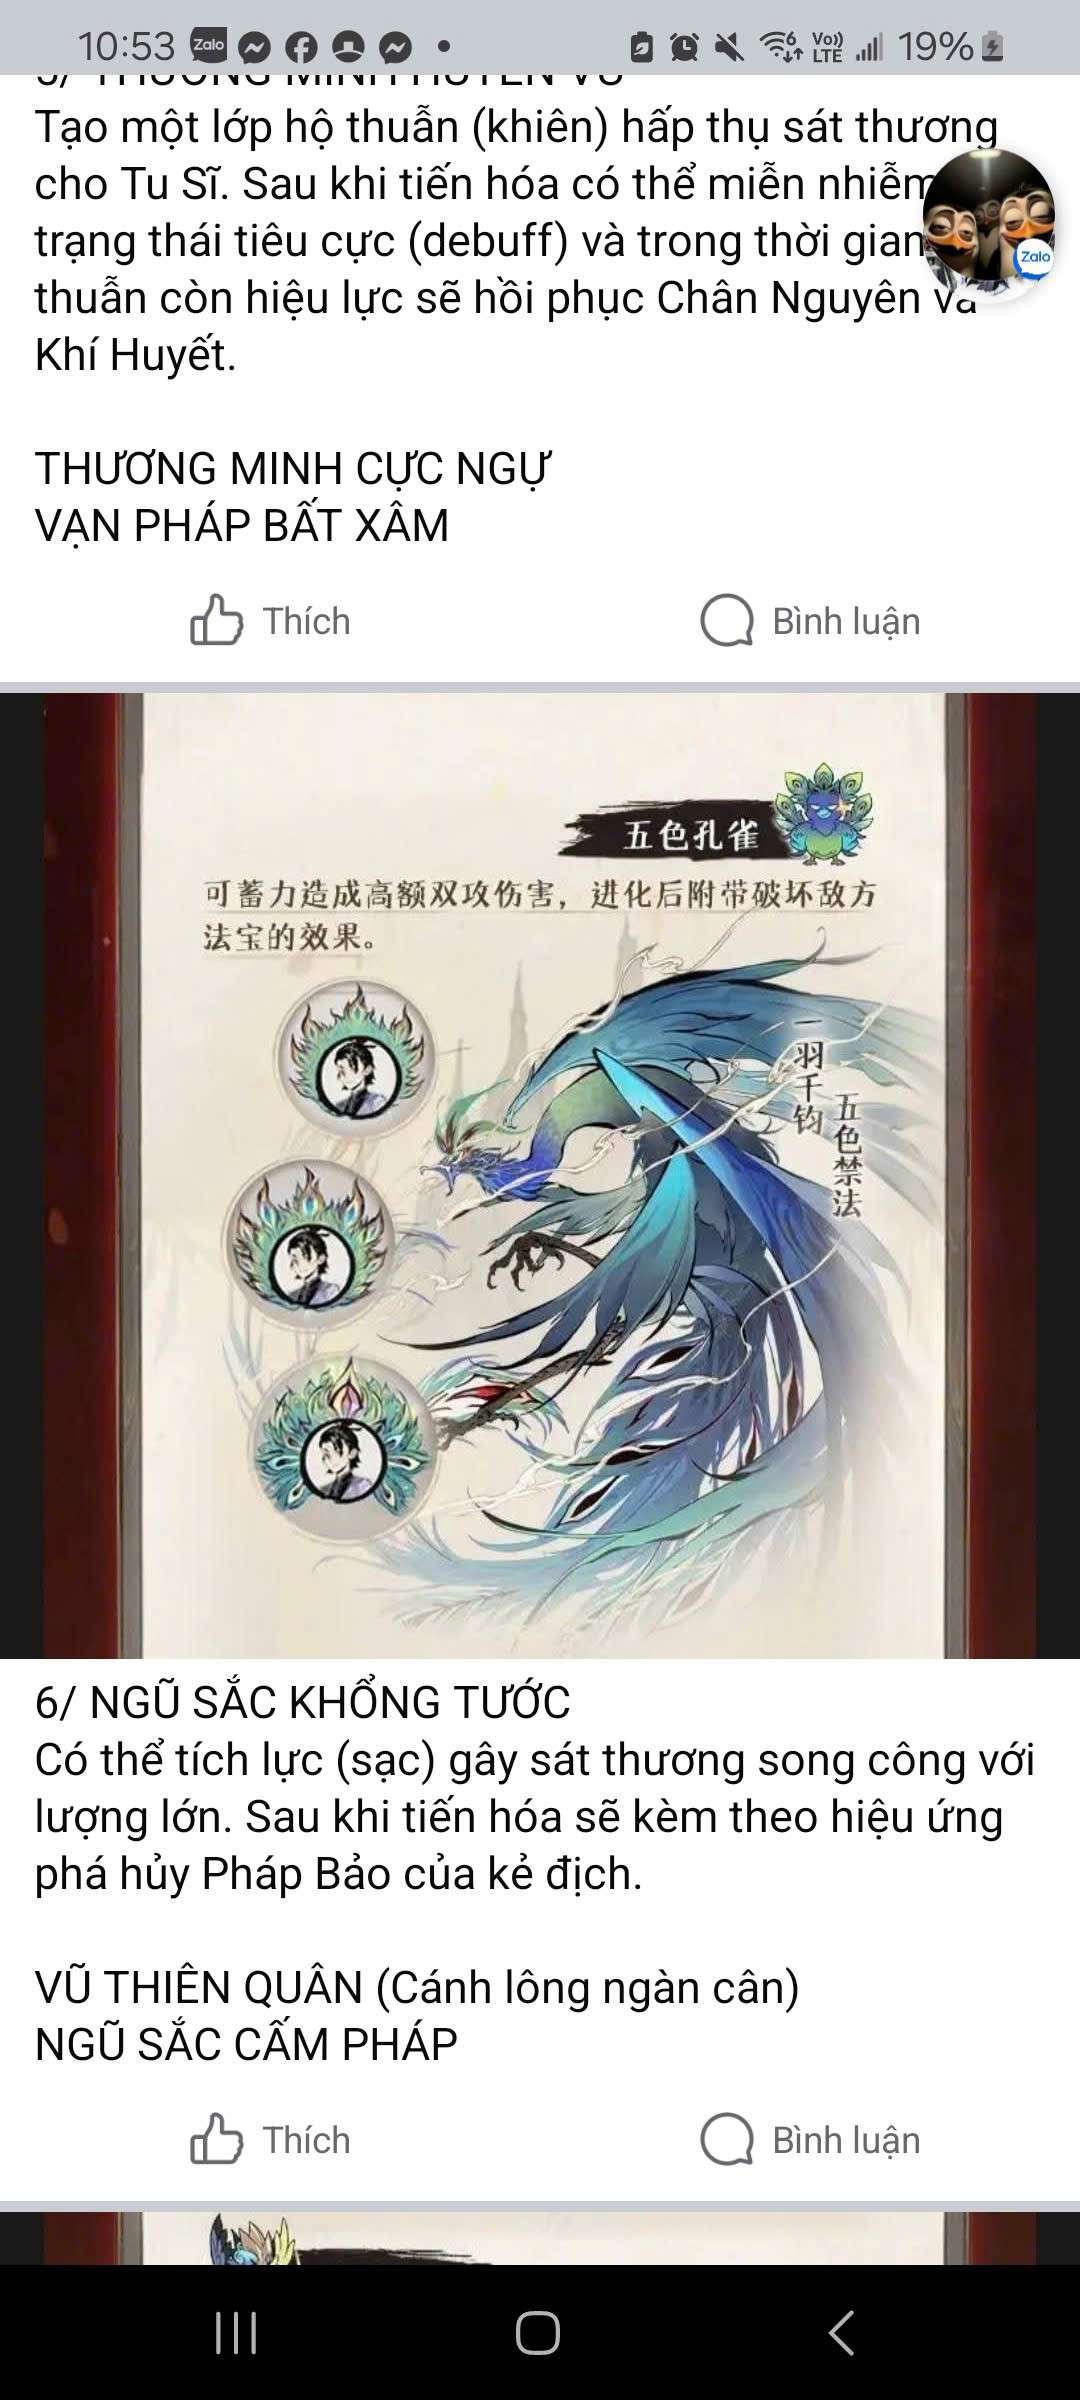 10:53
Zalo
Vo))
LTE
19%
Tạo một lớp hộ thuẫn (khiên) hấp thụ sát thương
cho Tu Sĩ. Sau khi tiến hóa có thể miễn nhiễm
trạng thái tiêu cực (debuff) và trong thời gian
Zalo
thuẫn còn hiệu lực sẽ hồi phục Chân Nguyên và
Khí Huyết.
THƯƠNG MINH CỰC NGỰ
VẠN PHÁP BẤT XÂM
Thích
Bình luận
五色孔雀
可蓄力造成高额双攻伤害，进化后附带破坏敌方
法宝的效果。
一羽千钧
五色禁法
6/ NGŨ SẮC KHỔNG TƯỚC
Có thể tích lực (sạc) gây sát thương song công với
lượng lớn. Sau khi tiến hóa sẽ kèm theo hiệu ứng
phá hủy Pháp Bảo của kẻ địch.
VŨ THIÊN QUÂN (Cánh lông ngàn cân)
NGŨ SẮC CẤM PHÁP
Thích
Bình luận